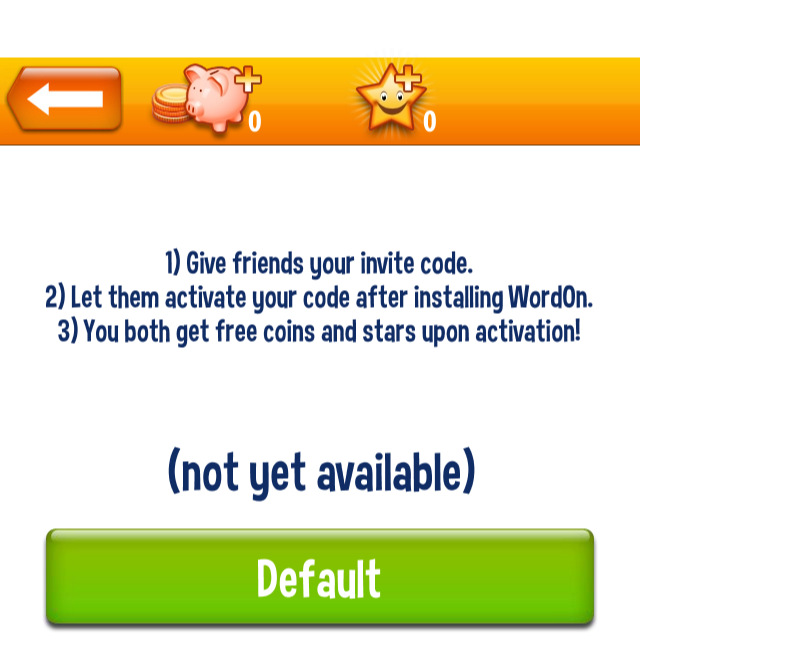 0
0
1) Give friends your invite code.
2) Let them activate your code after installing WordOn.
3) You both get free coins and stars upon activation!
(not yet available)
Default